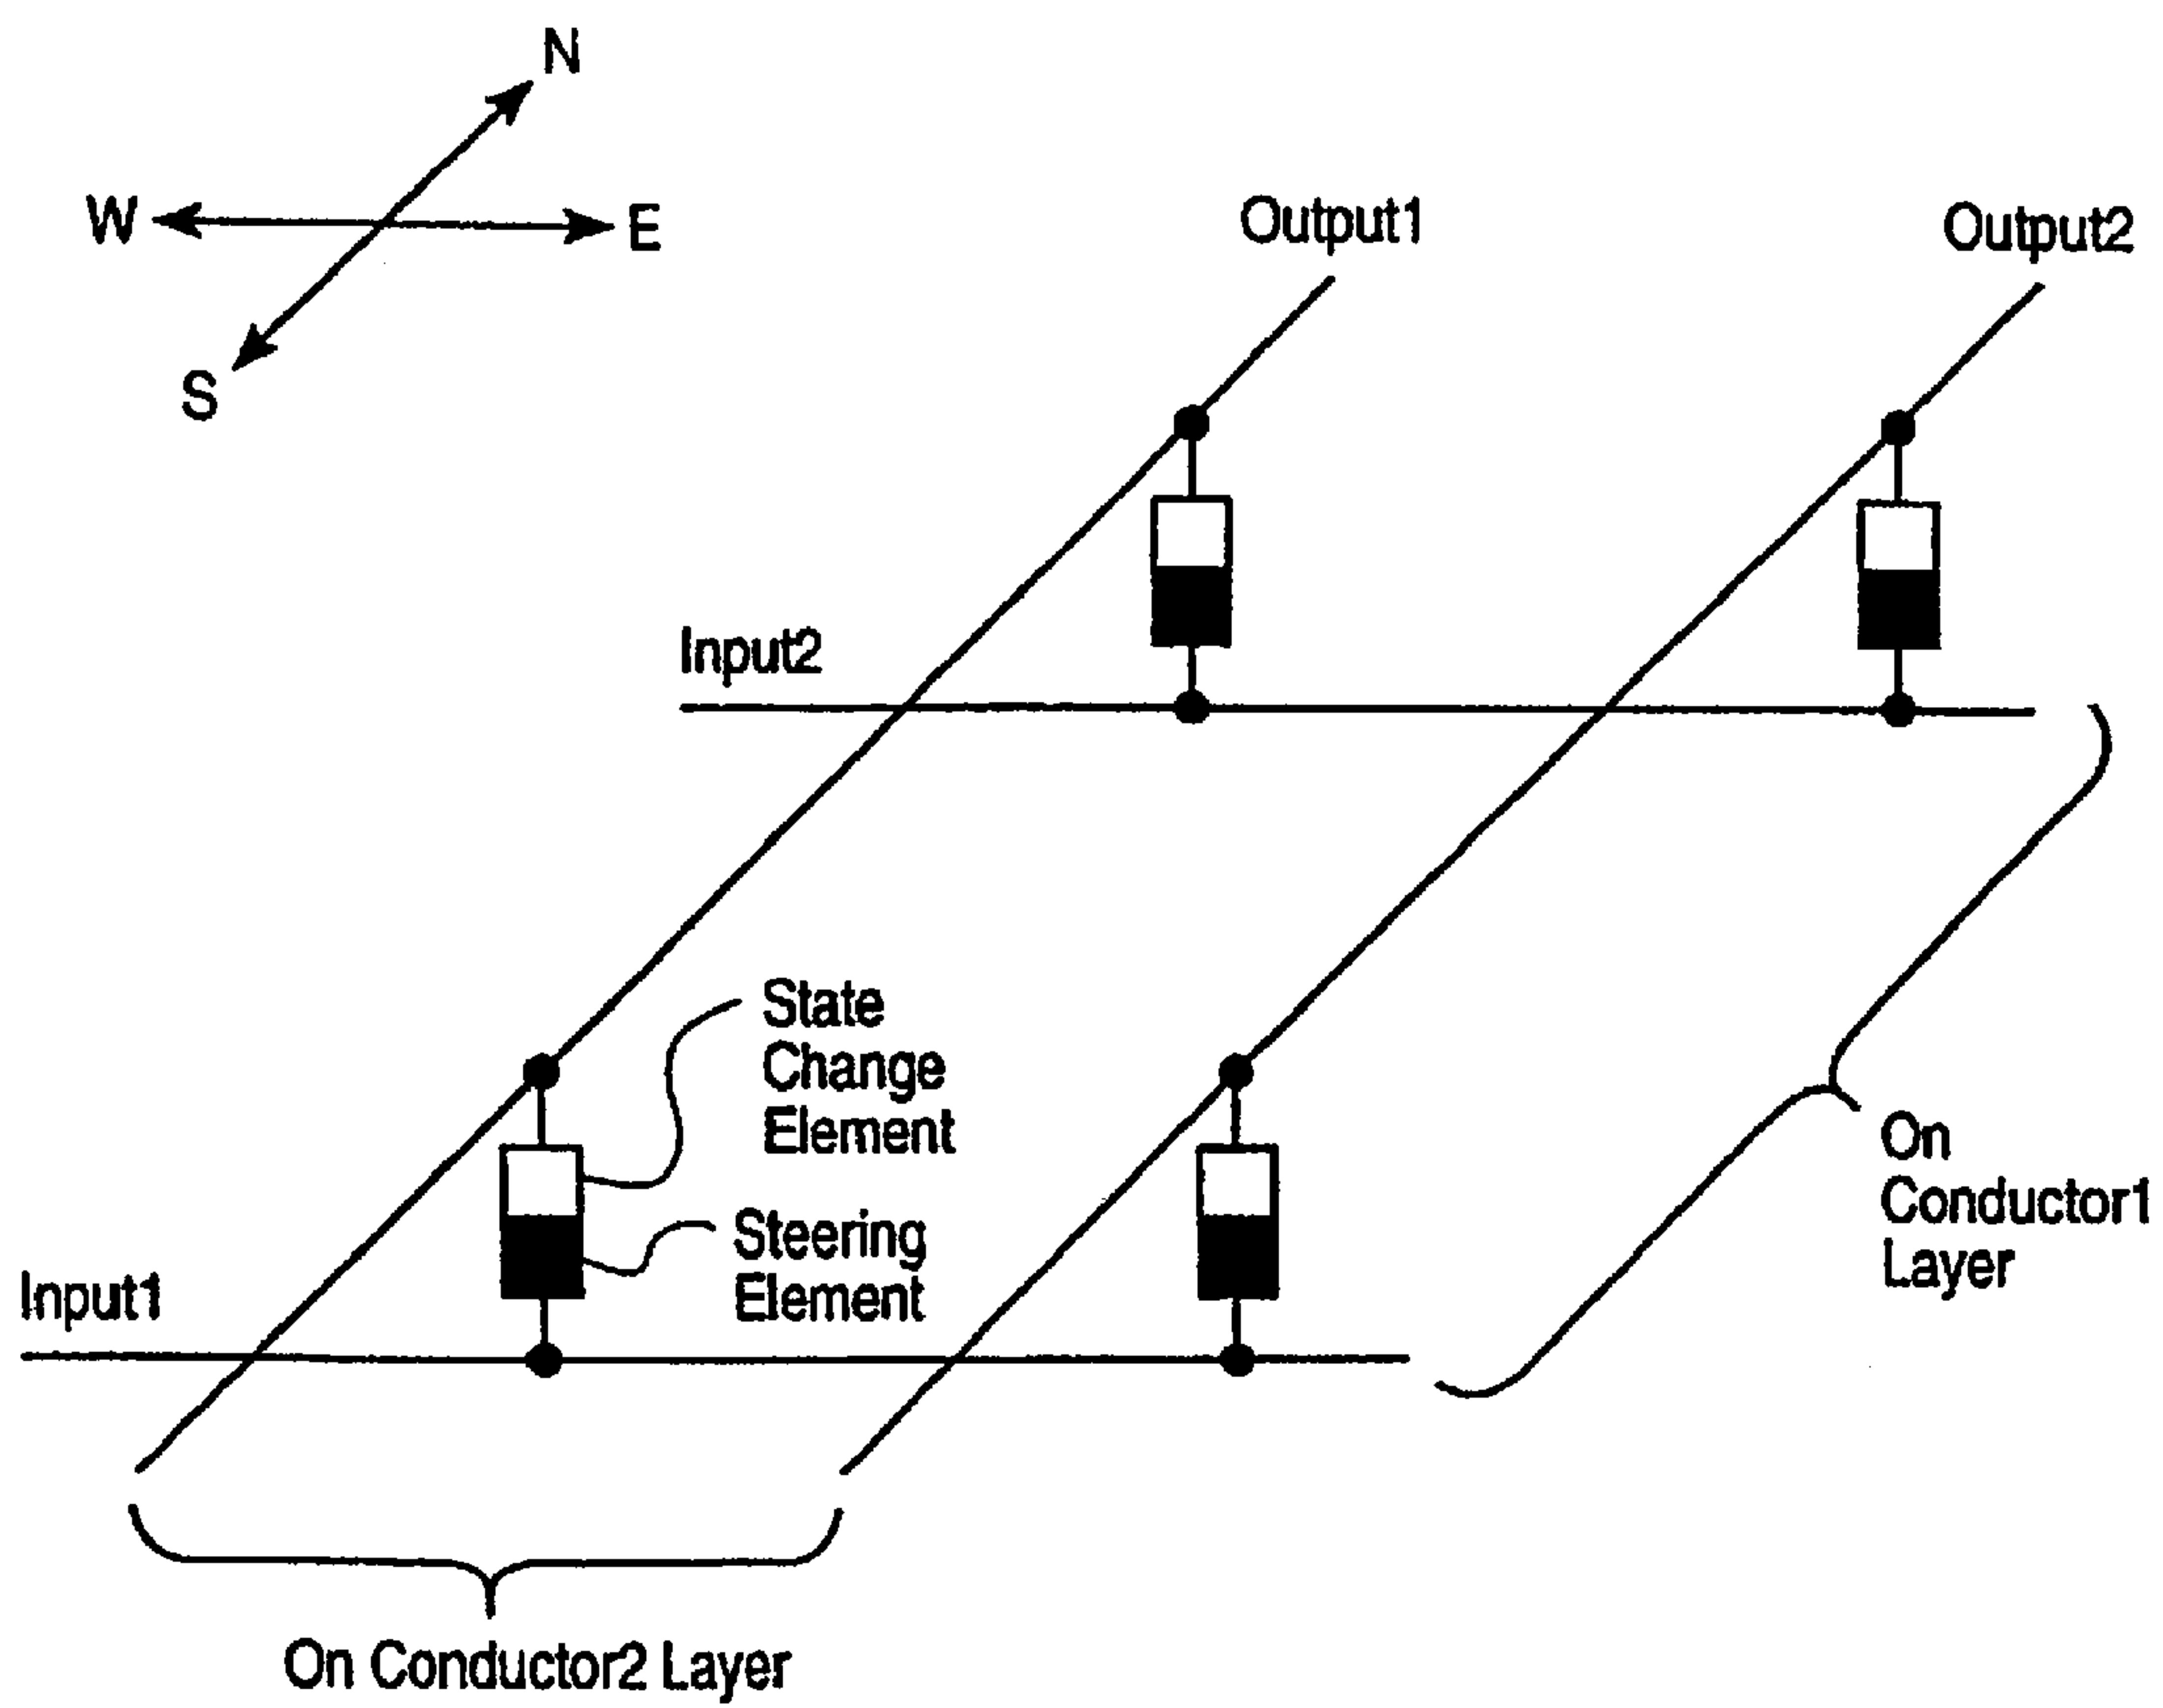 N
W
E
S
Output1
Output2
Input2
State
Change
Element
Steering
Element
On
Conductor1
Layer
Input1
On Conductor2 Layer